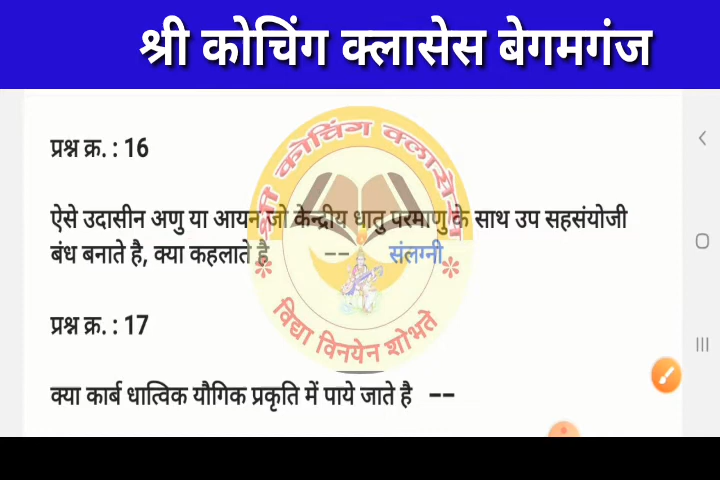 श्री कोचिंग क्लासेस बेगमगंज
प्रश्न क्र. : 16
ऐसे उदासीन अणु या आयन जो केन्द्रीय धातु परमाणु के साथ उप सहसंयोजी
बंध बनाते है, क्या कहलाते है -- संलग्नी
प्रश्न क्र. : 17
क्या कार्ब धात्विक यौगिक प्रकृति में पाये जाते है --
श्री कोचिंग क्लासेस
विद्या विनयेन शोभते